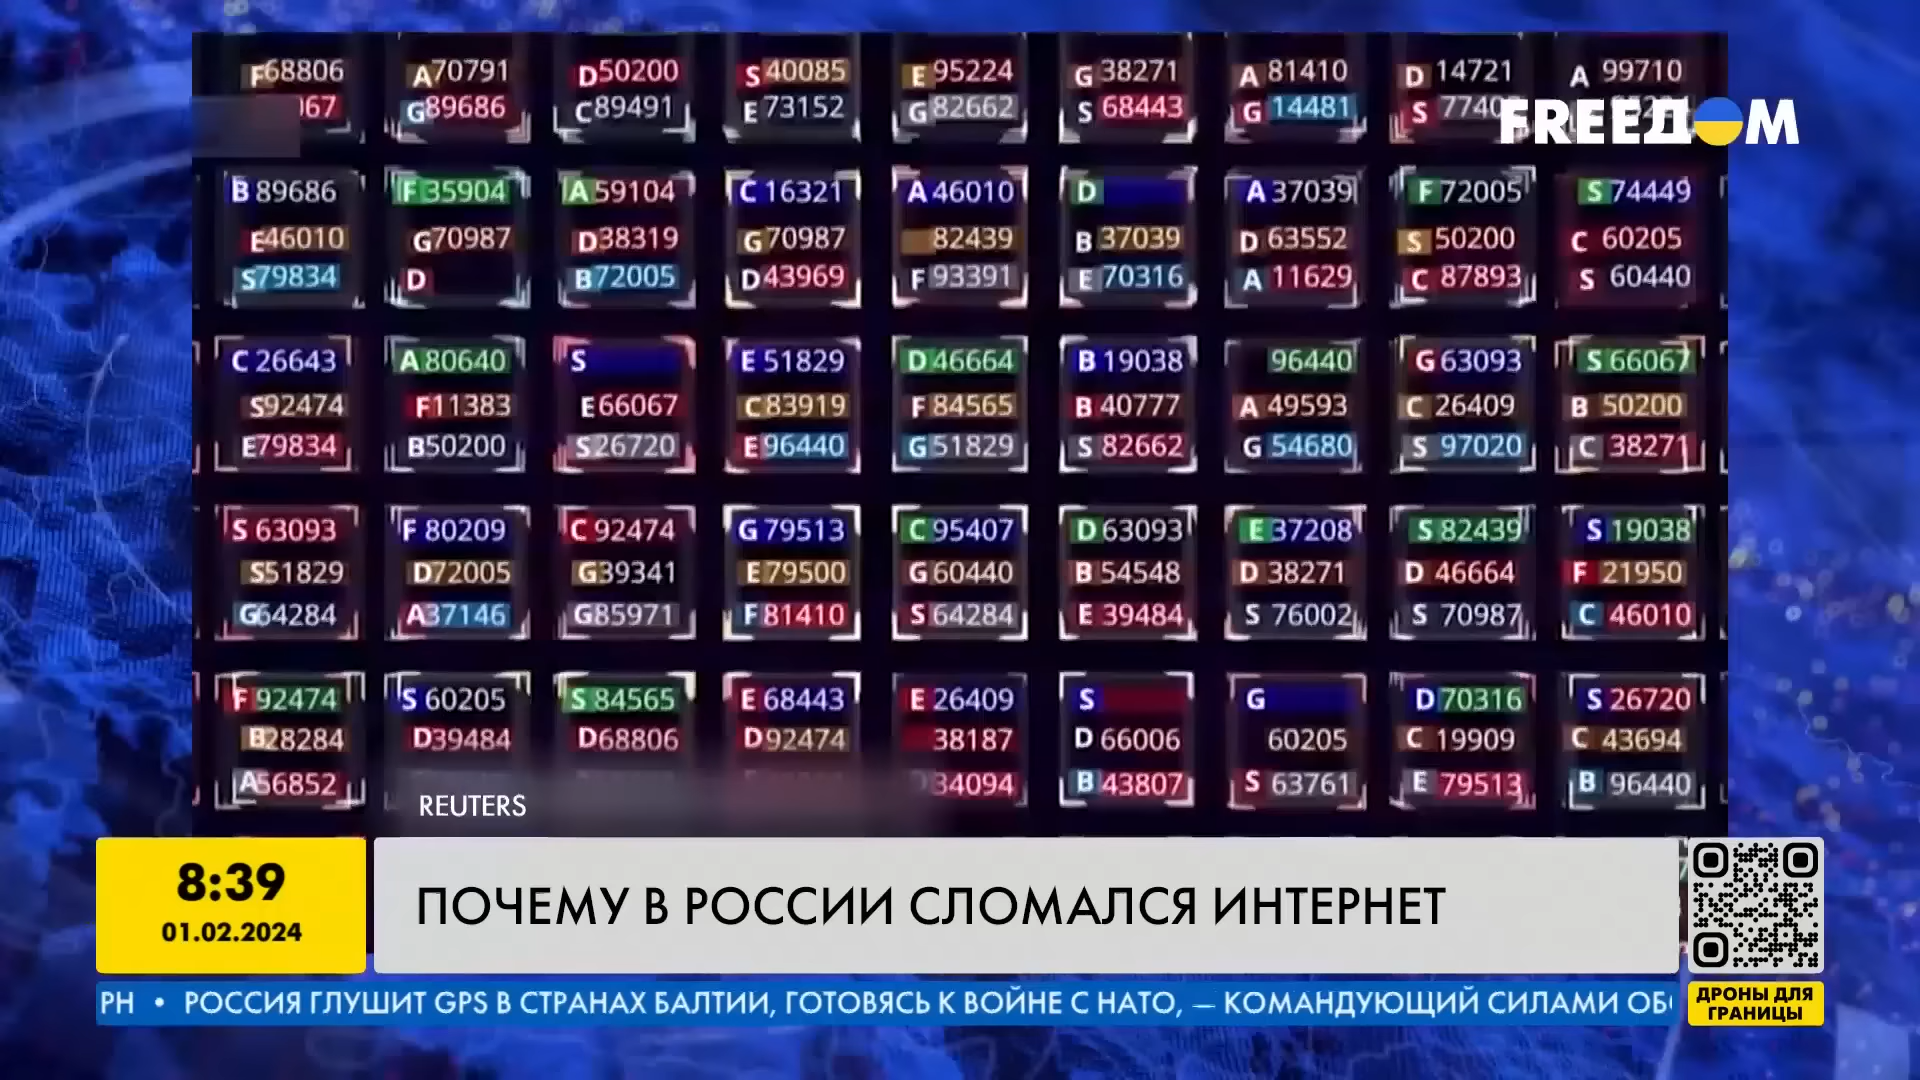 F68806 A70791 D50200 S40085 E95224 G38271 A81410 D14721 A99710
067 G89686 C89491 E73152 G82662 S68443 G14481 S
FREEДOM
B89686 F35904 A59104 C16321 A46010 D A37039 F72005 S74449
E46010 G70987 D38319 G70987 82439 B37039 D63552 S50200 C60205
S79834 D B72005 D43969 F93391 E70316 A11629 C87893 S60440
C26643 A80640 S E51829 D46664 B19038 96440 G63093 S66067
S92474 F11383 E66067 C83919 F84565 B40777 A49593 C26409 B50200
E79834 B50200 S26720 E96440 G51829 S82662 G54680 S97020 C38271
S63093 F80209 C92474 G79513 C95407 D63093 E37208 S82439 S19038
S51829 D72005 G39341 E79500 G60440 B54548 D38271 D46664 F21950
G64284 A37146 G85971 F81410 S64284 E39484 S76002 S70987 C46010
F92474 S60205 S84565 E68443 E26409 S G D70316 S26720
B28284 D39484 D68806 D92474 38187 D66006 60205 C19909 C43694
A56852 34094 B43807 S63761 E79513 B96440
REUTERS
8:39
01.02.2024
ПОЧЕМУ В РОССИИ СЛОМАЛСЯ ИНТЕРНЕТ
РН • РОССИЯ ГЛУШИТ GPS В СТРАНАХ БАЛТИИ, ГОТОВЯСЬ К ВОЙНЕ С НАТО, — КОМАНДУЮЩИЙ СИЛАМИ
ДРОНЫ ДЛЯ
ГРАНИЦЫ